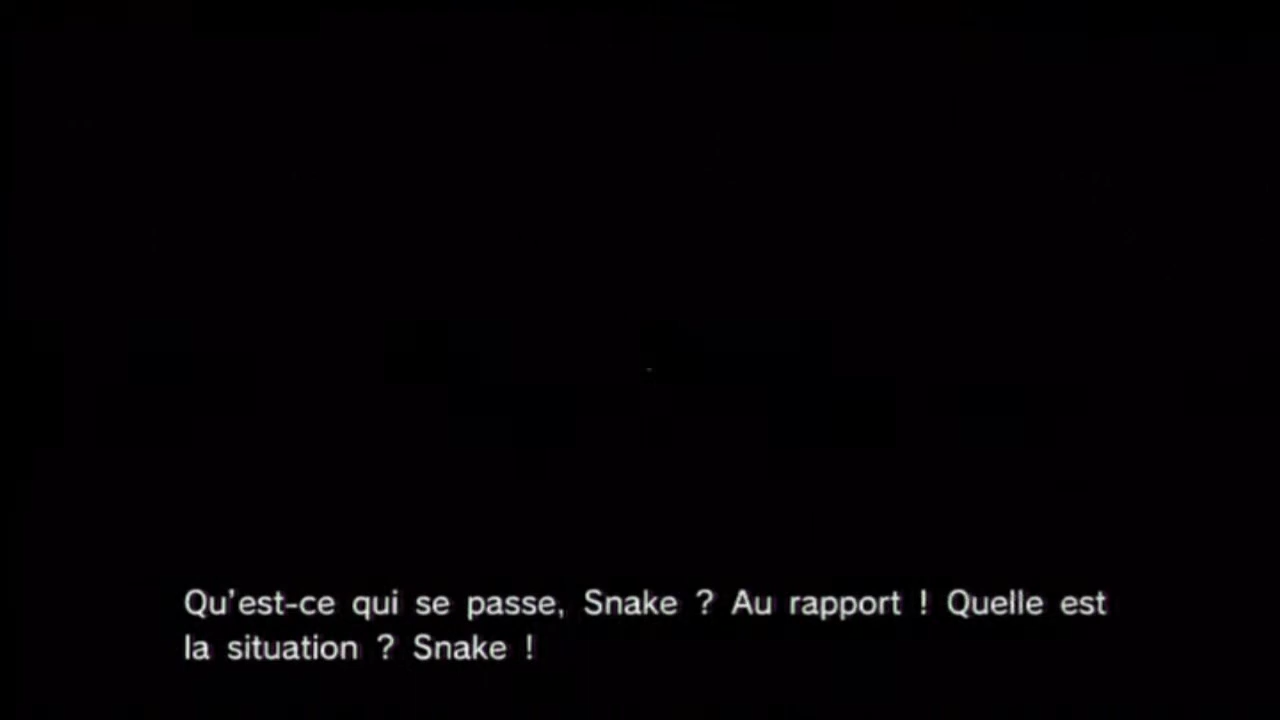 Qu'est-ce qui se passe, Snake ? Au rapport ! Quelle est
la situation ? Snake !